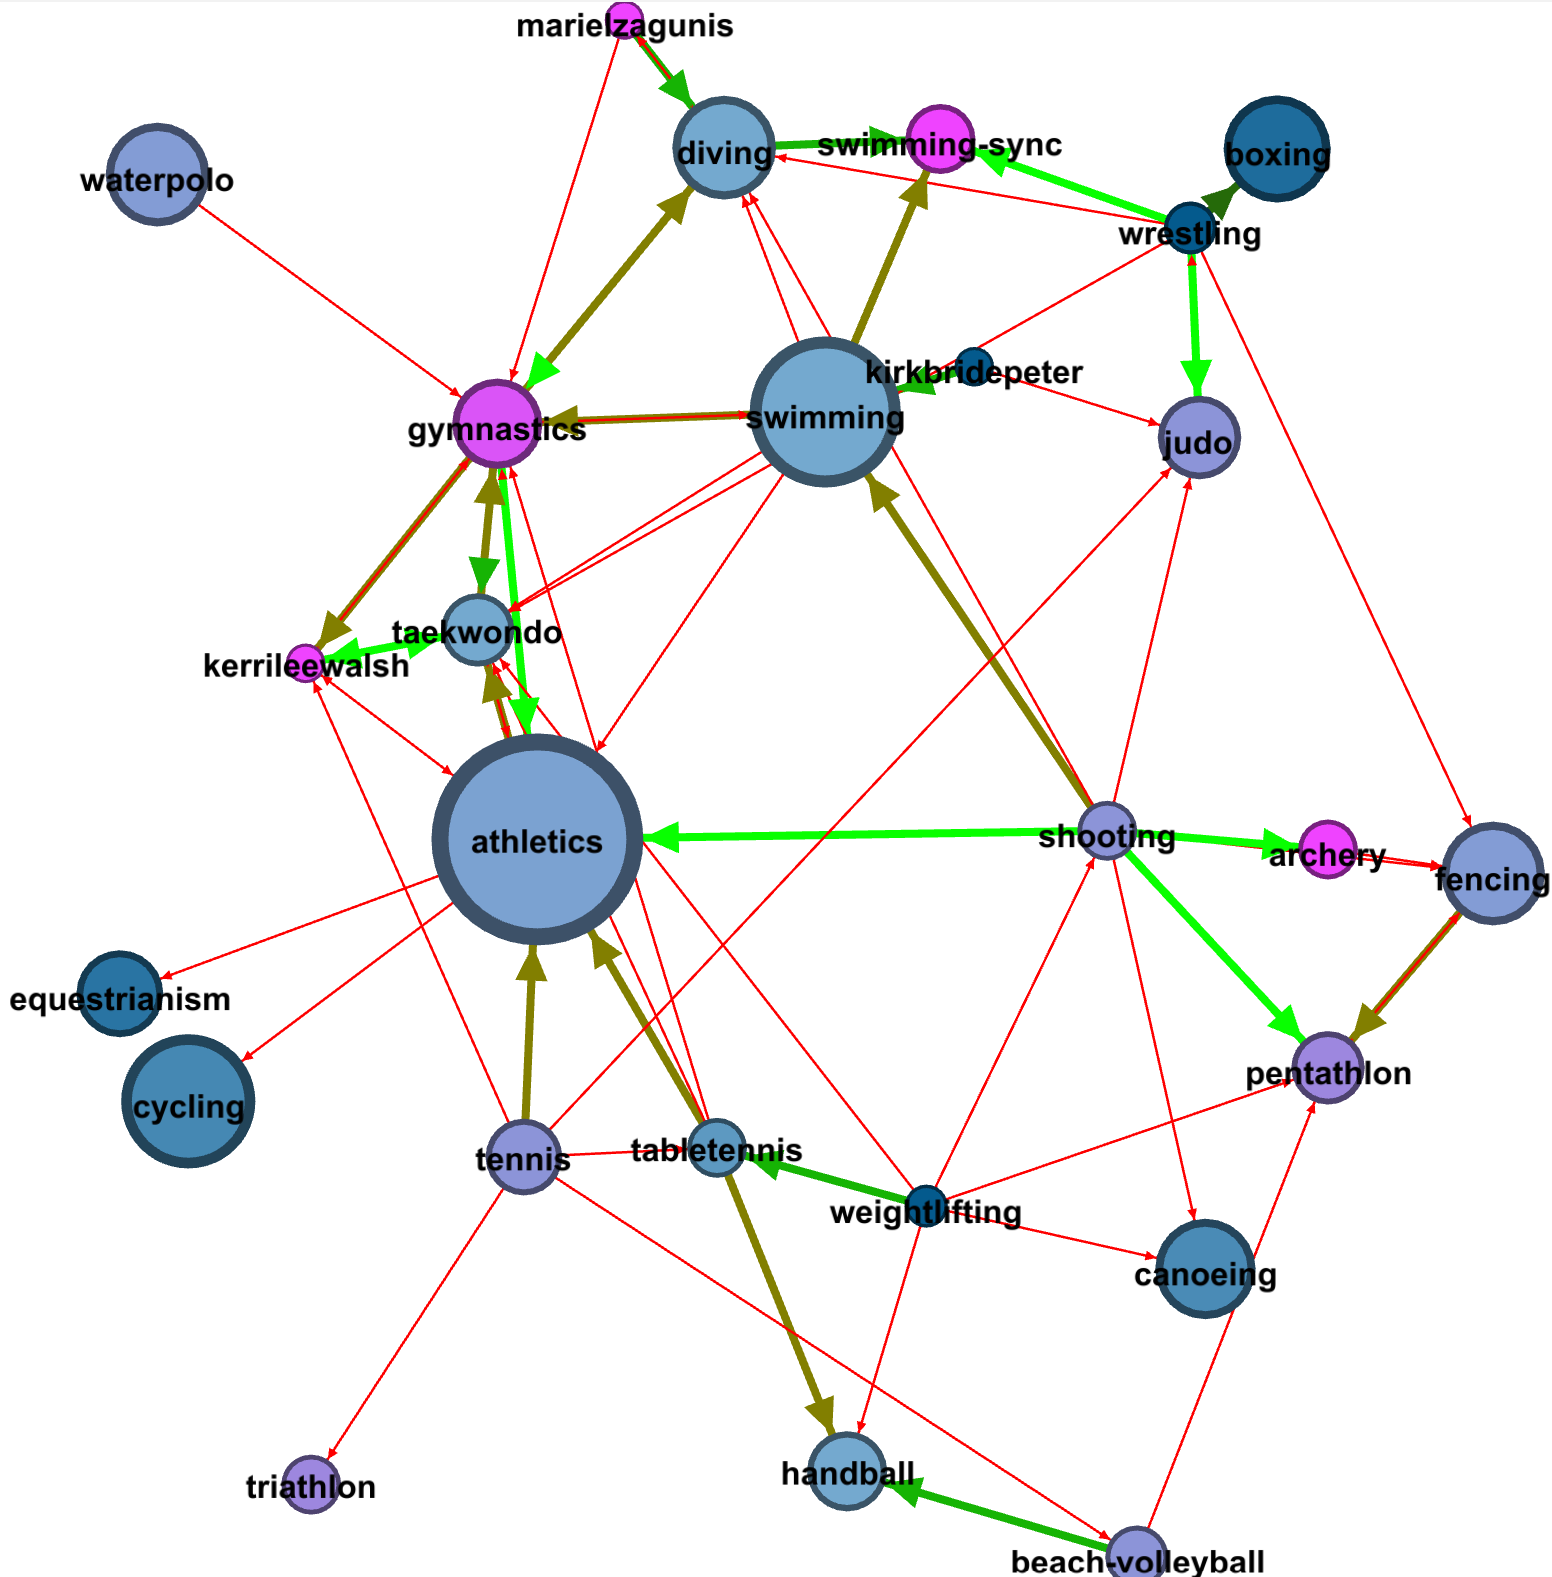 marielzagunis
diving
swimming-sync
boxing
waterpolo
wrestling
kirkbridepeter
swimming
gymnastics
judo
taekwondo
kerrileewalsh
athletics
shooting
archery
fencing
equestrianism
pentathlon
cycling
tennis
tabletennis
weightlifting
canoeing
handball
triathlon
beach-volleyball